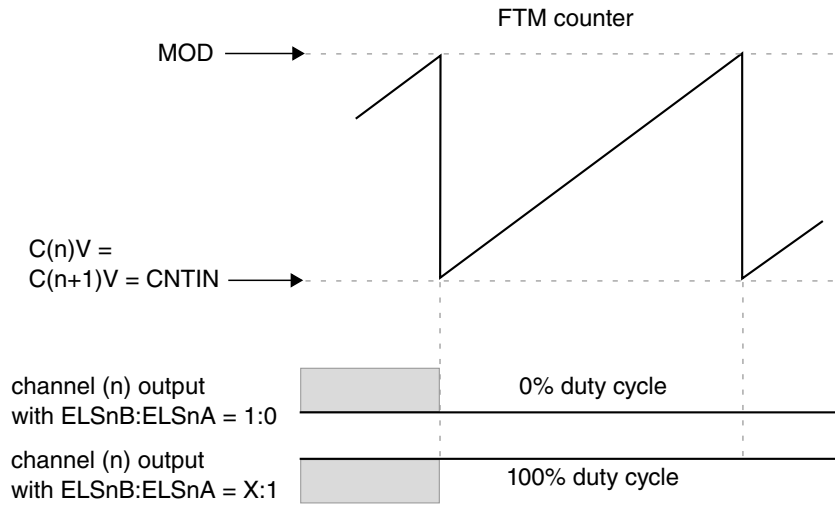 FTM counter
MOD
C(n)V =
C(n+1)V = CNTIN
channel (n) output
with ELSnB:ELSnA = 1:0
0% duty cycle
channel (n) output
with ELSnB:ELSnA = X:1
100% duty cycle